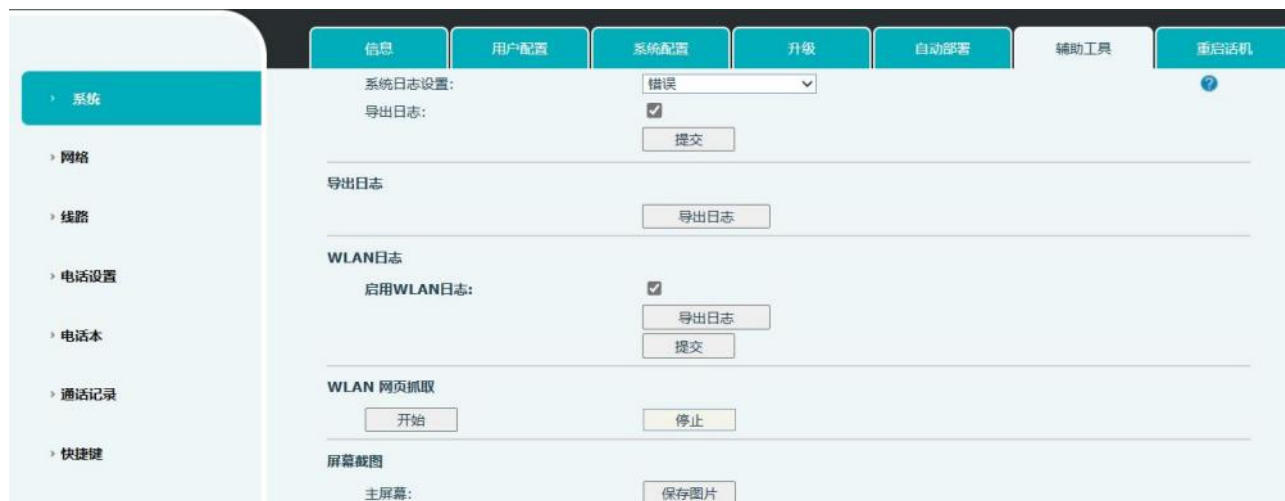 信息 用户配置 系统配置 升级 自动部署 辅助工具 重启话机
系统
网络
线路
电话设置
电话本
通话记录
快捷键
系统日志设置: 错误
导出日志:
提交
导出日志
导出日志
WLAN日志
启用WLAN日志:
导出日志
提交
WLAN 网页抓取
开始 停止
屏幕截图
主屏幕: 保存图片